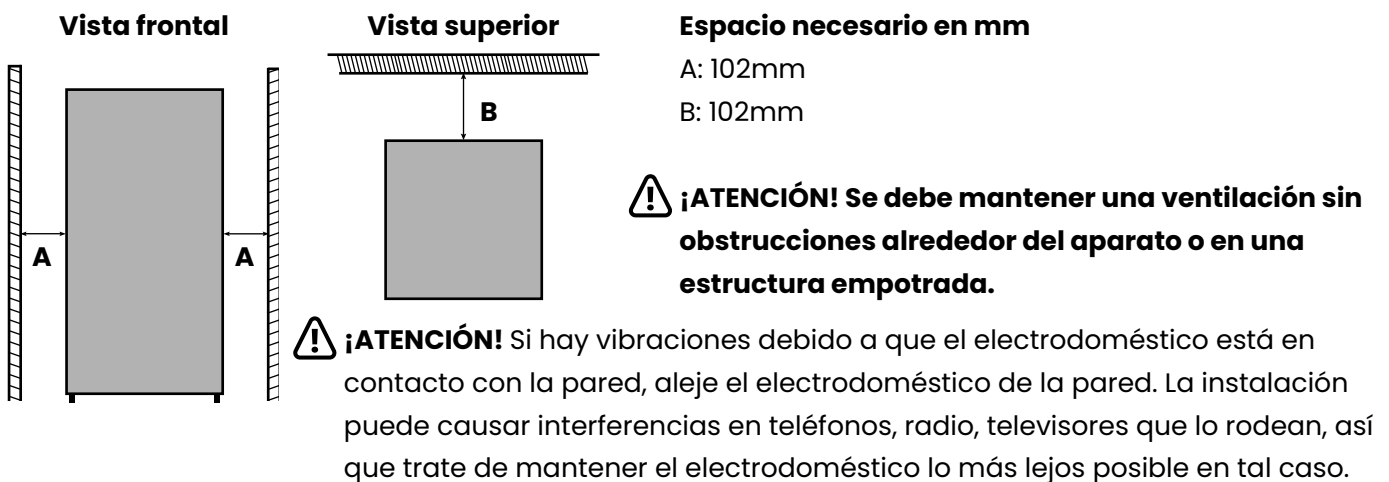 Vista frontal
Vista superior
Espacio necesario en mm
A: 102mm
B: 102mm
A
A
B
¡ATENCIÓN! Se debe mantener una ventilación sin
obstrucciones alrededor del aparato o en una
estructura empotrada.
¡ATENCIÓN! Si hay vibraciones debido a que el electrodoméstico está en
contacto con la pared, aleje el electrodoméstico de la pared. La instalación
puede causar interferencias en teléfonos, radio, televisores que lo rodean, así
que trate de mantener el electrodoméstico lo más lejos posible en tal caso.